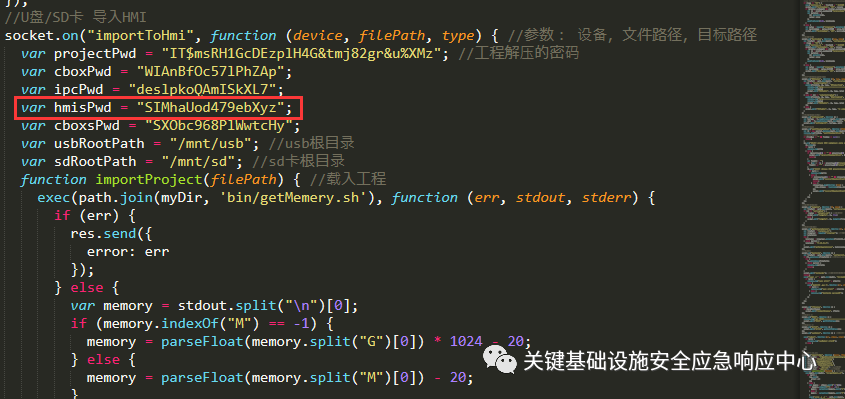 });
//U盘/SD卡 导入HMI
socket.on("importToHmi", function (device, filePath, type) { //参数： 设备，文件路径，目标路径
var projectPwd = "IT$msRH1GcDEzplH4G&tmj82gr&u%XMz"; //工程解压的密码
var cboxPwd = "WIAnBfOc57lPhZAp";
var ipcPwd = "deslpkoQAmISkXL7";
var hmisPwd = "SIMhaUod479ebXyz";
var cboxsPwd = "SXObc968PlWwtcHy";
var usbRootPath = "/mnt/usb"; //usb根目录
var sdRootPath = "/mnt/sd"; //sd卡根目录
function importProject(filePath) { //载入工程
exec(path.join(myDir, 'bin/getMemery.sh'), function (err, stdout, stderr) {
if (err) {
res.send({
error: err
});
} else {
var memory = stdout.split("\n")[0];
if (memory.indexOf("M") == -1) {
memory = parseFloat(memory.split("G")[0]) * 1024 - 20;
} else {
memory = parseFloat(memory.split("M")[0]) - 20;
}
关键基础设施安全应急响应中心